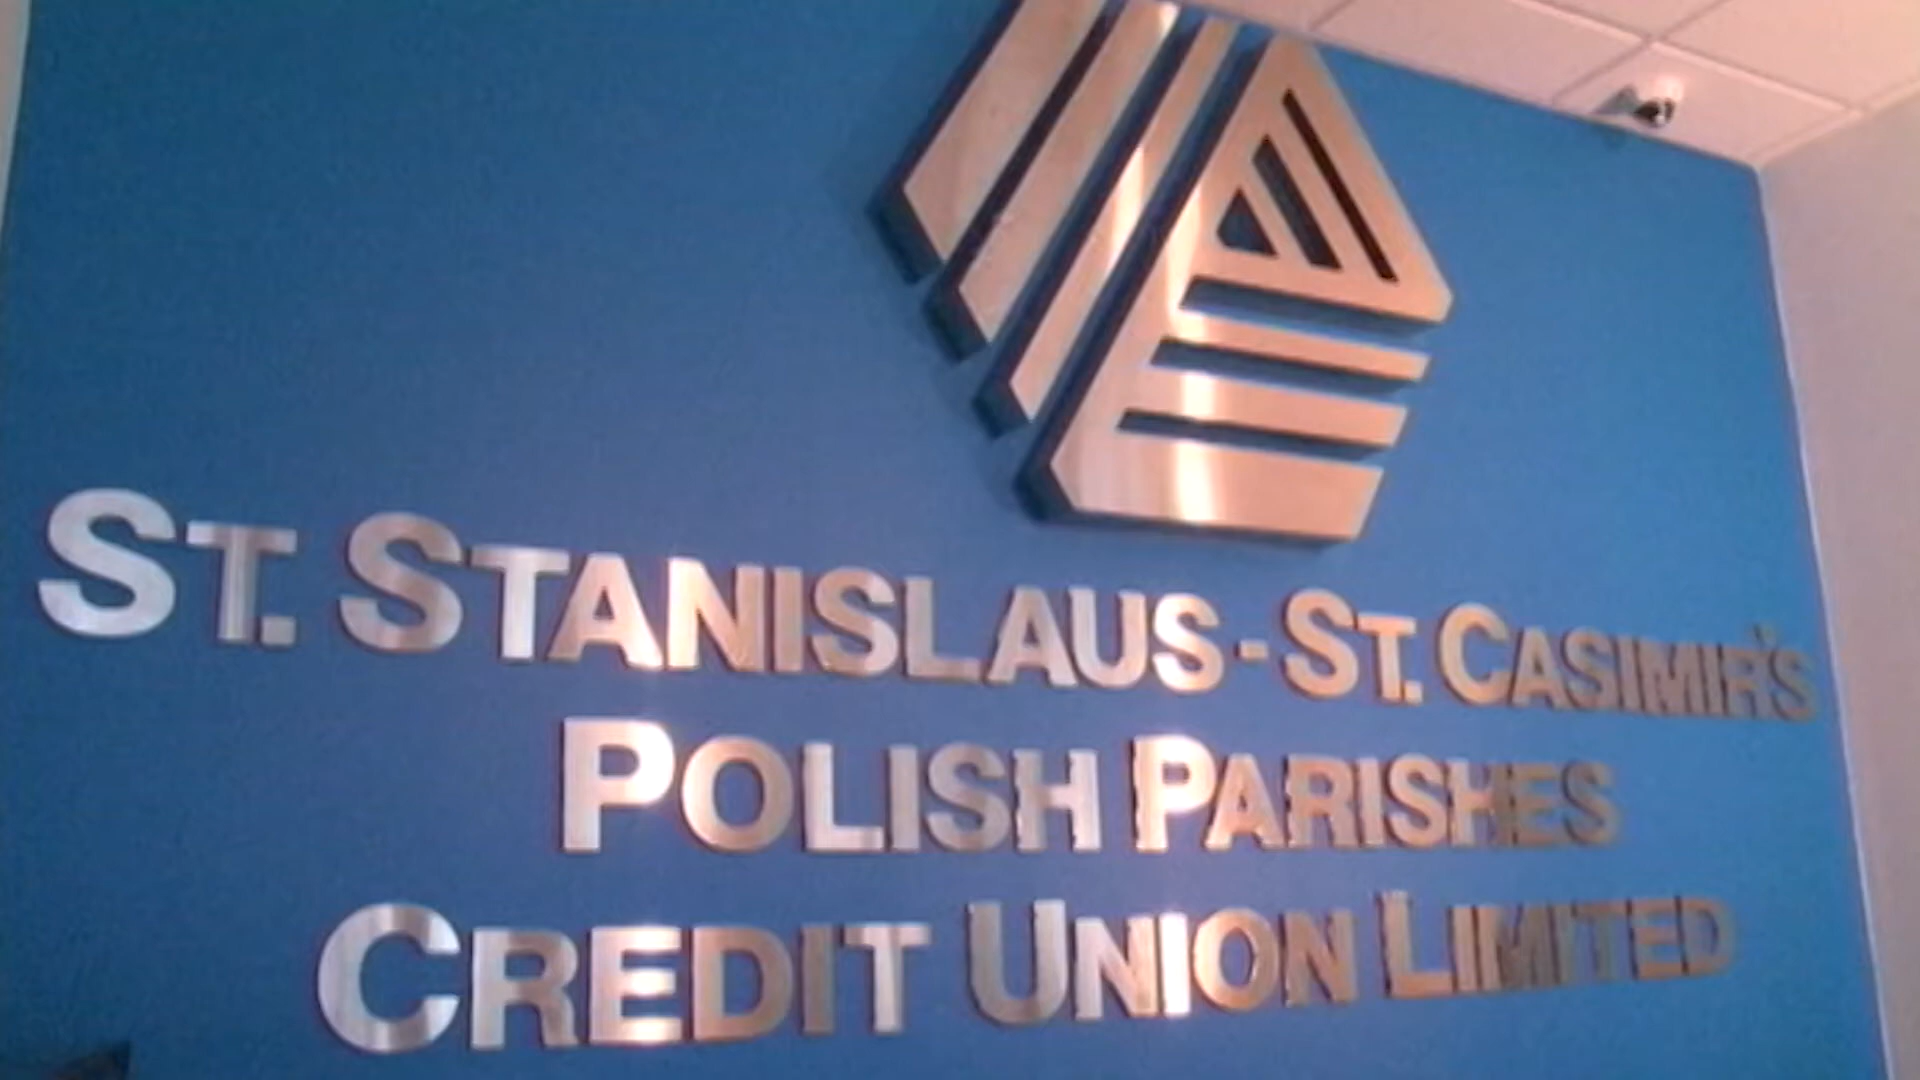 ST. STANISLAUS - ST. CASIMIR'S
POLISH PARISHES
CREDIT UNION LIMITED